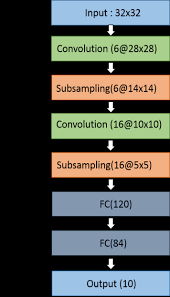 Input : 32x32
Convolution (6@28x28)
Subsampling(6@14x14)
Convolution (16@10x10)
Subsampling(16@5x5)
FC(120)
FC(84)
Output (10)